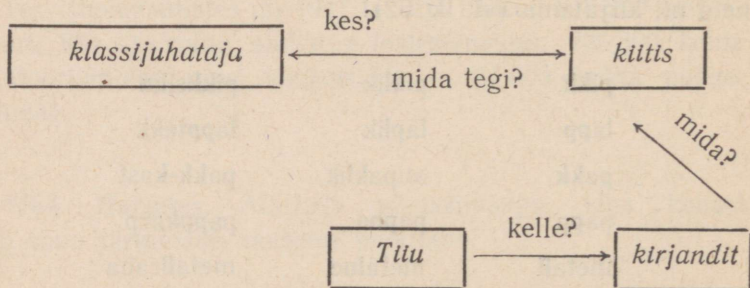 kes?
klassijuhataja kiitis
mida tegi?
mida?
kelle?
Tiiu kirjandit